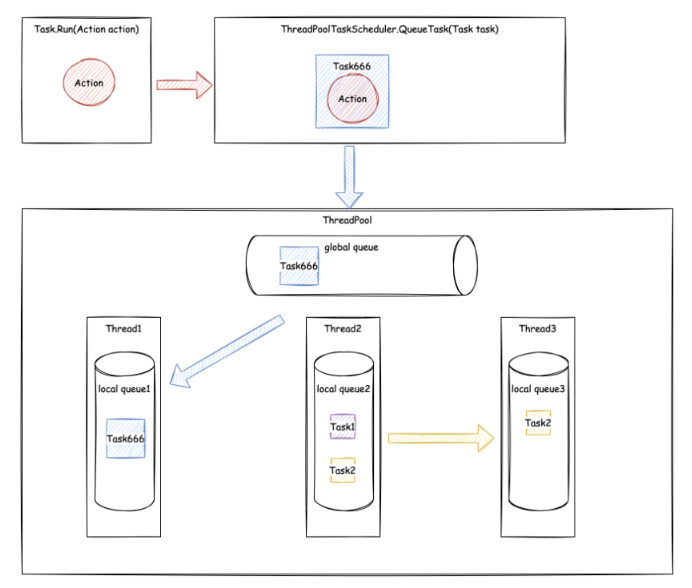 Task.Run(Action action)
Action
ThreadPoolTaskScheduler.QueueTask(Task task)
Task666
Action
ThreadPool
global queue
Task666
Thread1
local queue1
Task666
Thread2
local queue2
Task1
Task2
Thread3
local queue3
Task2